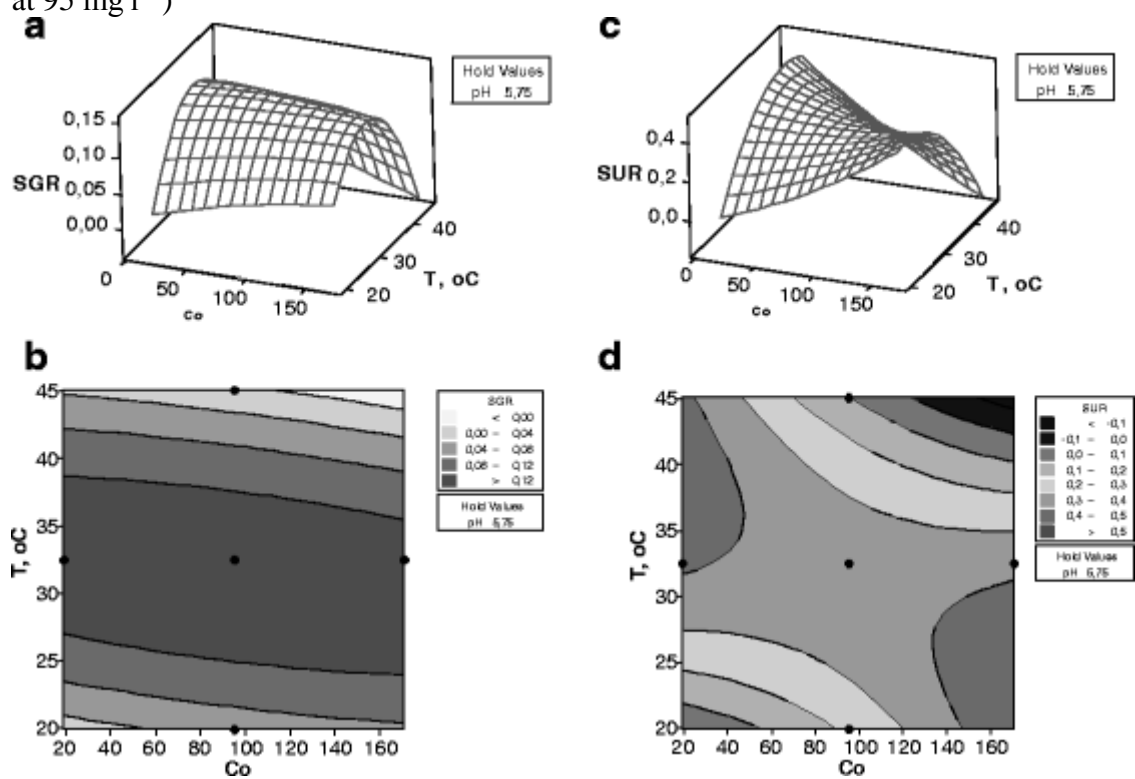 at 95 mg l
a
Hold Values
pH 5,75
0,15
0,10
SGR 0,05
0,00
0
50
100
150
Co
20
30
40
T, oC
c
Hold Values
pH 5,75
0,4
SUR 0,2
0,0
0
50
100
150
Co
20
30
40
T, oC
b
45
40
35
30
25
20
T, oC
20 40 60 80 100 120 140 160
Co
SGR
< 0,00
0,00 – 0,04
0,04 – 0,08
0,08 – 0,12
> 0,12
Hold Values
pH 5,75
d
45
40
35
30
25
20
T, oC
20 40 60 80 100 120 140 160
Co
SUR
< -0,1
-0,1 – 0,0
0,0 – 0,1
0,1 – 0,2
0,2 – 0,3
0,3 – 0,4
0,4 – 0,5
> 0,5
Hold Values
pH 5,75